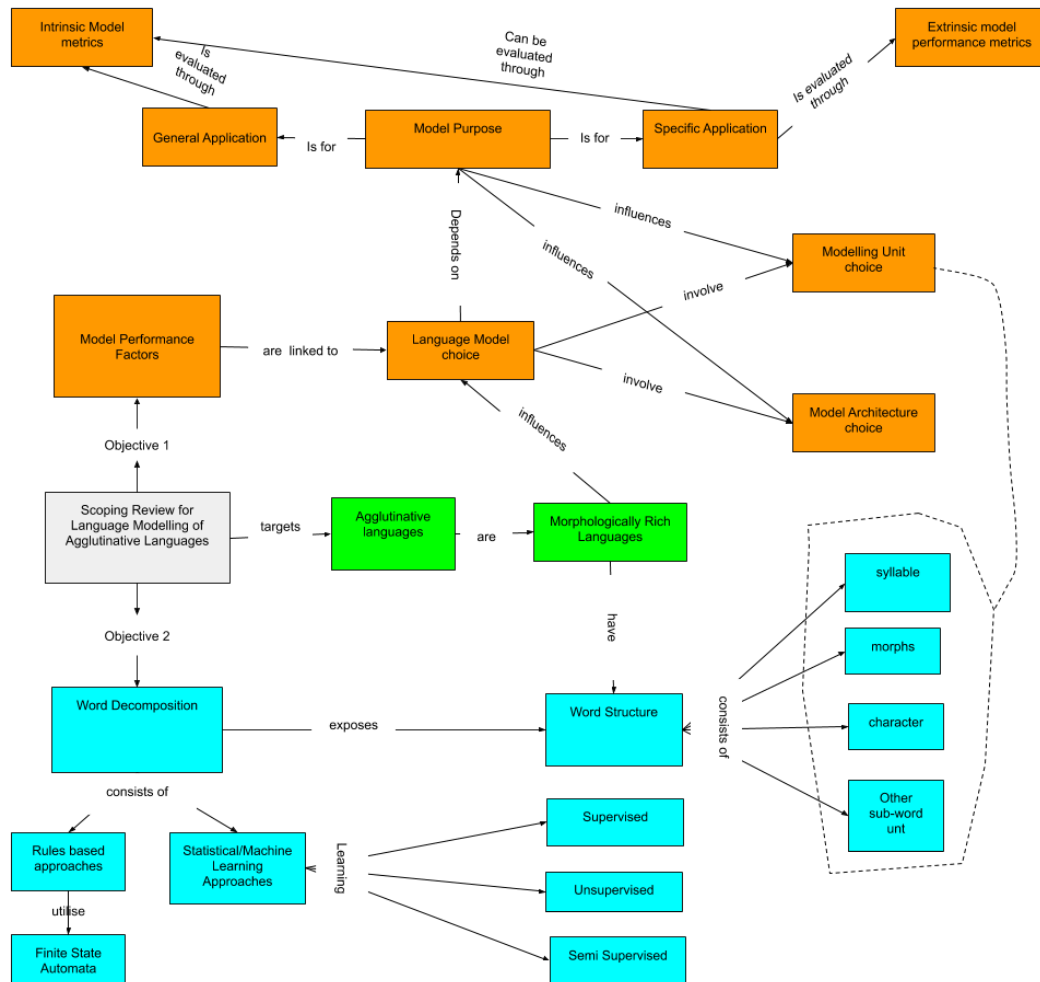 Intrinsic Model
metrics
Is
evaluated
through
Can be
evaluated
through
Extrinsic model
performance metrics
Is evaluated
through
General Application
Is for
Model Purpose
Is for
Specific Application
influences
Depends on
influences
Modelling Unit
choice
involve
Model Performance
Factors
are linked to
Language Model
choice
involve
Model Architecture
choice
influences
Objective 1
Scoping Review for
Language Modelling of
Agglutinative Languages
targets
Agglutinative
languages
are
Morphologically Rich
Languages
have
Objective 2
Word Decomposition
exposes
Word Structure
consists of
syllable
morphs
character
Other
sub-word
unt
consists of
Rules based
approaches
Statistical/Machine
Learning
Approaches
Learning
Supervised
Unsupervised
Semi Supervised
utilise
Finite State
Automata